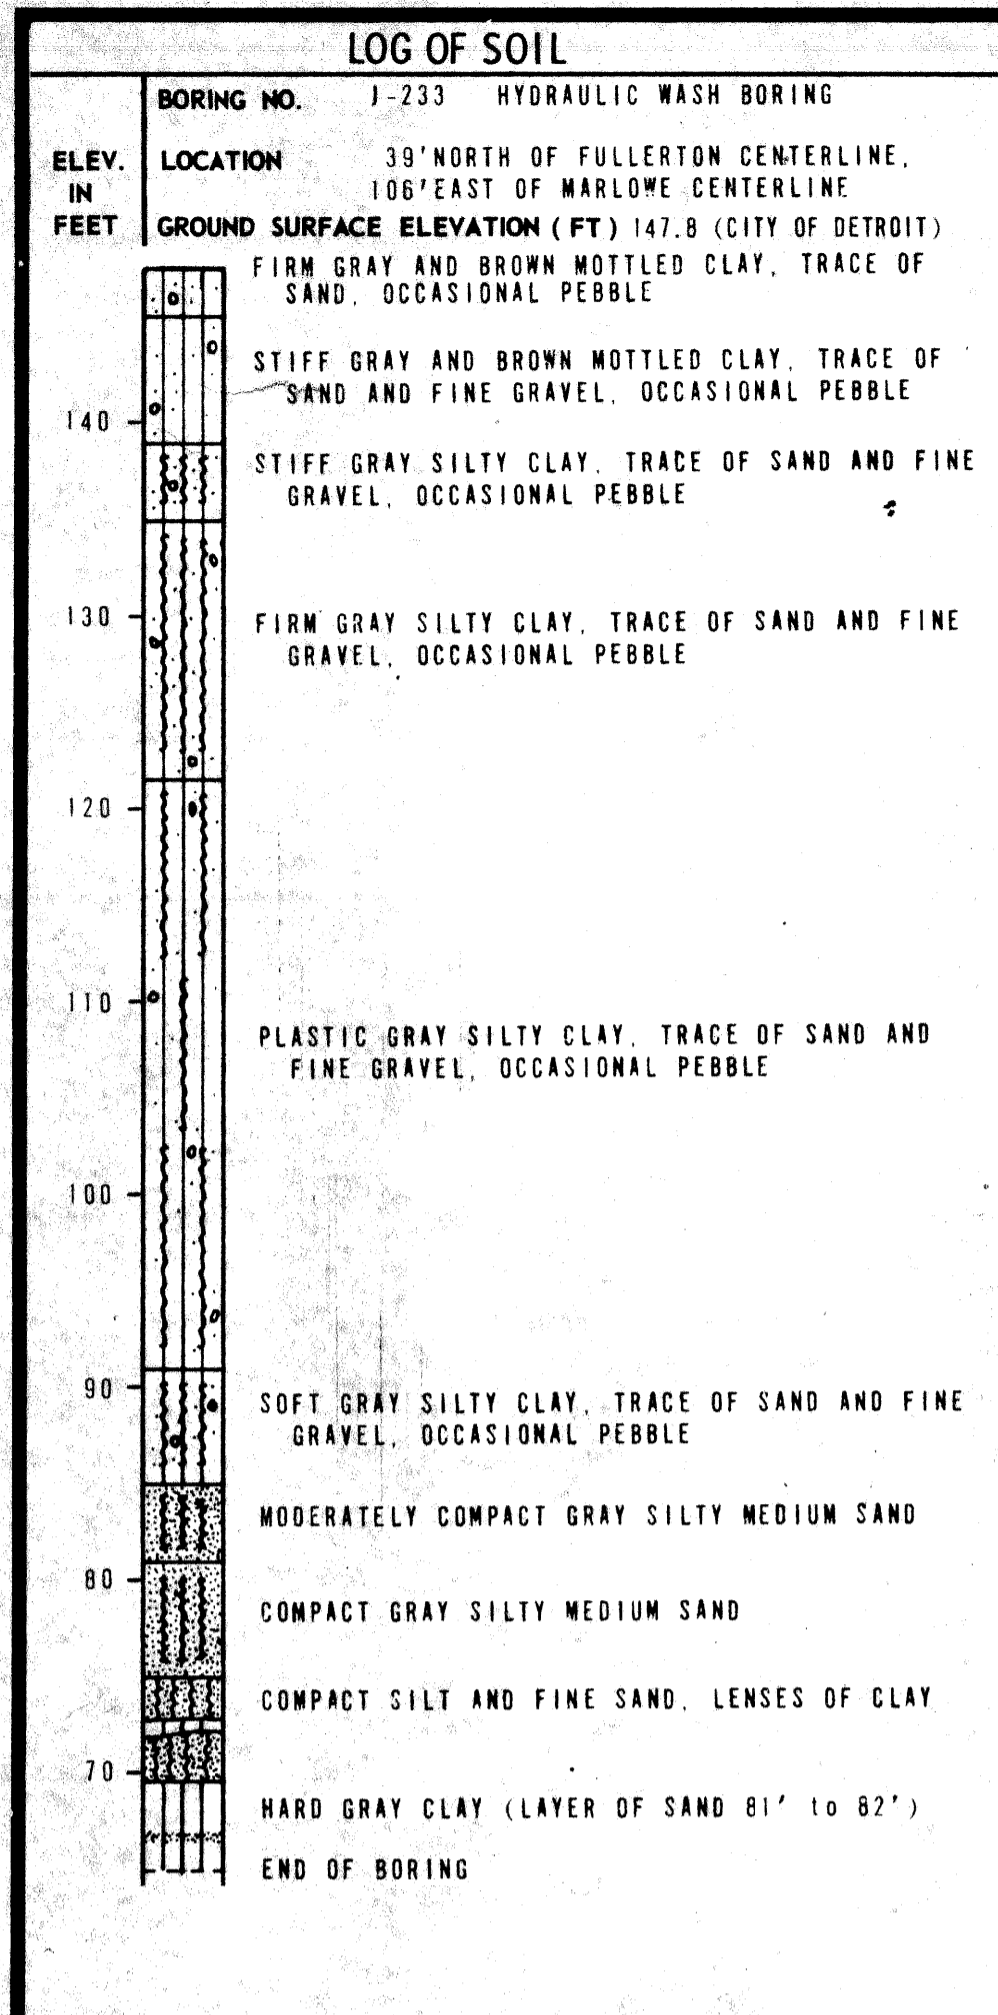 LOG OF SOIL
BORING NO. J-233 HYDRAULIC WASH BORING
ELEV. IN FEET
LOCATION 39'NORTH OF FULLERTON CENTERLINE,
106'EAST OF MARLOWE CENTERLINE
GROUND SURFACE ELEVATION (FT) 147.8 (CITY OF DETROIT)
FIRM GRAY AND BROWN MOTTLED CLAY, TRACE OF
SAND, OCCASIONAL PEBBLE
STIFF GRAY AND BROWN MOTTLED CLAY, TRACE OF
SAND AND FINE GRAVEL, OCCASIONAL PEBBLE
140
STIFF GRAY SILTY CLAY, TRACE OF SAND AND FINE
GRAVEL, OCCASIONAL PEBBLE
130
FIRM GRAY SILTY CLAY, TRACE OF SAND AND FINE
GRAVEL, OCCASIONAL PEBBLE
120
110
PLASTIC GRAY SILTY CLAY, TRACE OF SAND AND
FINE GRAVEL, OCCASIONAL PEBBLE
100
90
SOFT GRAY SILTY CLAY, TRACE OF SAND AND FINE
GRAVEL, OCCASIONAL PEBBLE
MODERATELY COMPACT GRAY SILTY MEDIUM SAND
80
COMPACT GRAY SILTY MEDIUM SAND
COMPACT SILT AND FINE SAND, LENSES OF CLAY
70
HARD GRAY CLAY (LAYER OF SAND 81' to 82')
END OF BORING